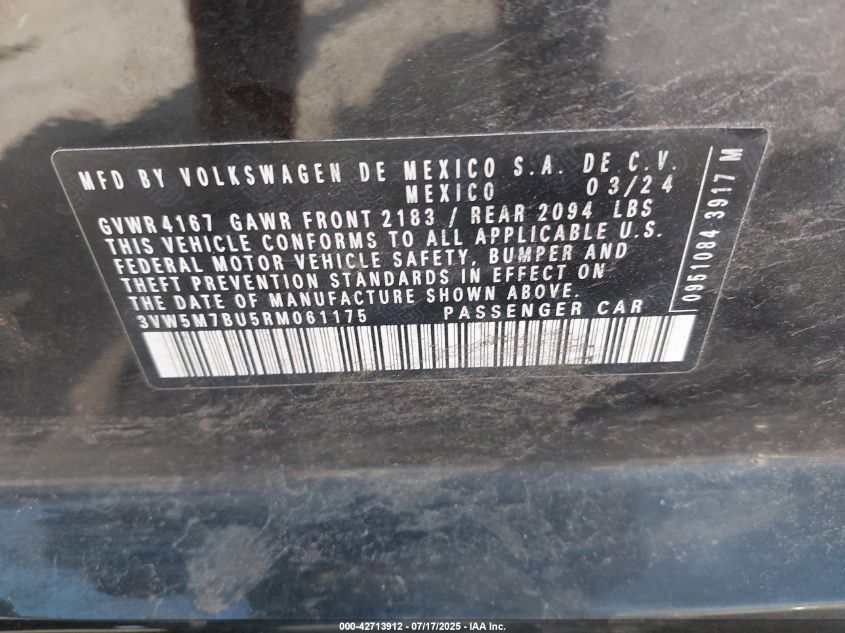 MFD BY VOLKSWAGEN DE MEXICO S.A. DE C.V.
MEXICO 03/24
GVWR 4167 GAWR FRONT 2183 / REAR 2094 LBS
THIS VEHICLE CONFORMS TO ALL APPLICABLE U.S.
FEDERAL MOTOR VEHICLE SAFETY, BUMPER AND
THEFT PREVENTION STANDARDS IN EFFECT ON
THE DATE OF MANUFACTURE SHOWN ABOVE.
3VW5M7BU5RM061175 PASSENGER CAR
0951084 3917 M
000-42713912 - 07/17/2025 - IAA Inc.